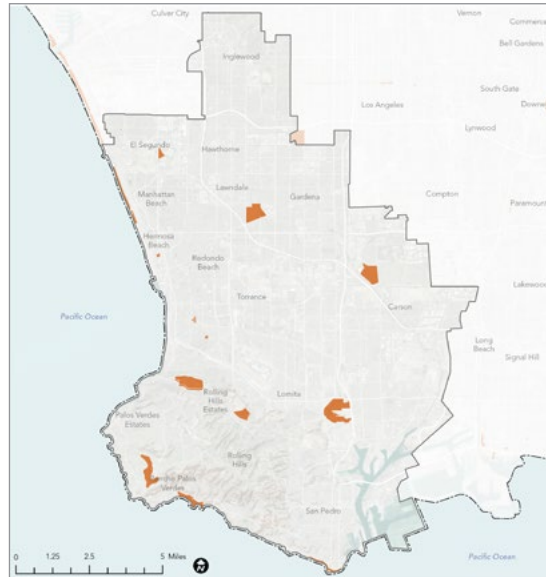 Culver City
Vernon
Commerce
Bell Gardens
Inglewood
South Gate
Los Angeles
Lynwood
El Segundo
Hawthorne
Lawndale
Gardena
Compton
Paramount
Manhattan
Beach
Hermosa
Beach
Redondo
Beach
Torrance
Carson
Pacific Ocean
Long
Beach
Signal Hill
Rolling
Hills
Estates
Lomita
Palos Verdes
Estates
Rolling
Hills
Palos
Verdes
San Pedro
0 1.25 2.5 5 Miles
N
Pacific Ocean